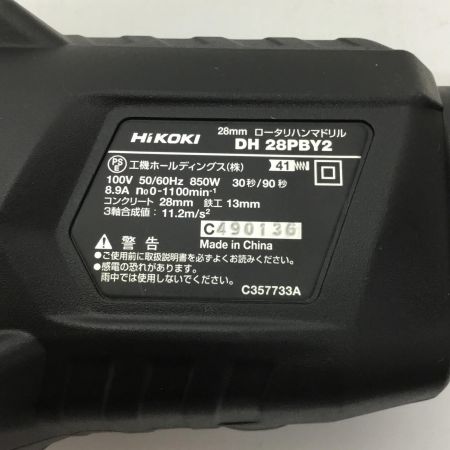 28mm ロータリハンマドリル
HiKOKI DH 28PBY2
PS E 工機ホールディングス(株) 41
100V 50/60Hz 850W 30秒/90秒
8.9A n₀0-1100min⁻¹
コンクリート 28mm 鉄工 13mm
3軸合成値: 11.2m/s²
C490136
Made in China
警告
●ご使用前に取扱説明書を必ずよくお読みください。
●感電の恐れがあります。
雨中では使用しないでください。
C357733A